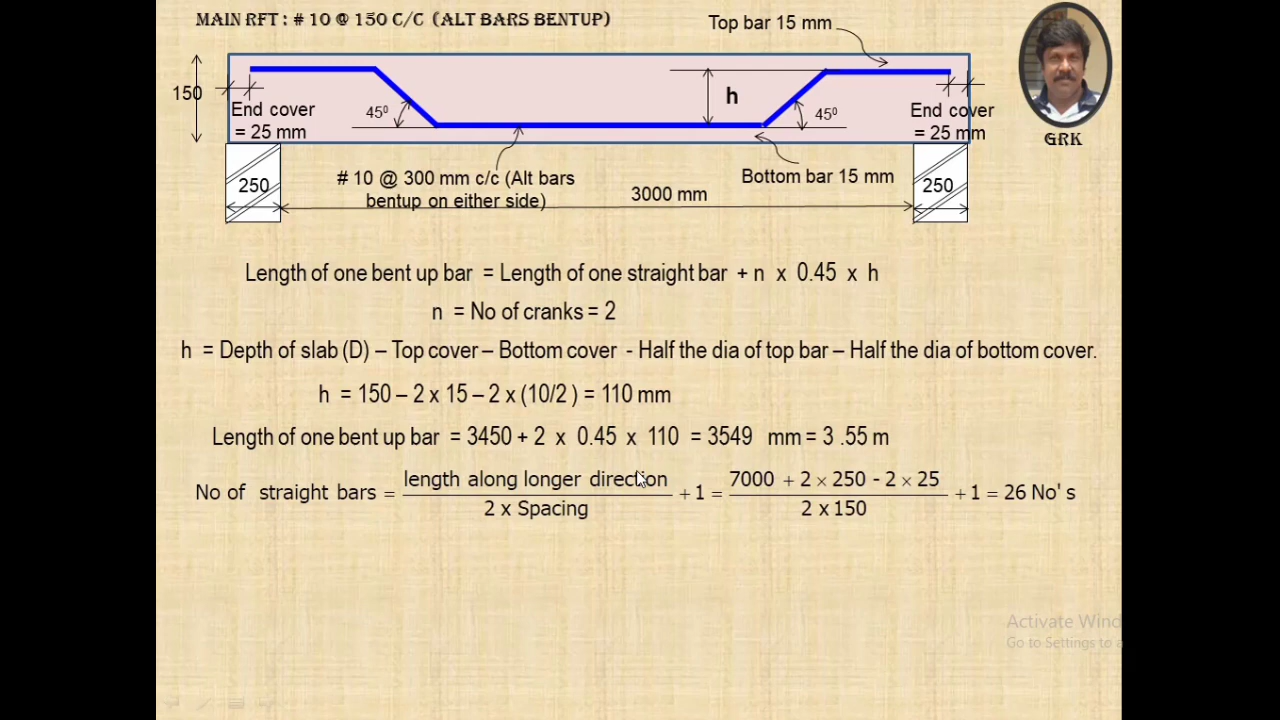 MAIN RFT : # 10 @ 150 C/C (ALT BARS BENTUP)
Top bar 15 mm
150
End cover
= 25 mm
45⁰
h
45⁰
End cover
= 25 mm
GRK
250
# 10 @ 300 mm c/c (Alt bars
bentup on either side)
3000 mm
Bottom bar 15 mm
250
Length of one bent up bar = Length of one straight bar + n x 0.45 x h
n = No of cranks = 2
h = Depth of slab (D) – Top cover – Bottom cover - Half the dia of top bar – Half the dia of bottom cover.
h = 150 – 2 x 15 – 2 x (10/2 ) = 110 mm
Length of one bent up bar = 3450 + 2 x 0.45 x 110 = 3549 mm = 3 .55 m
No of straight bars = length along longer direction / 2 x Spacing + 1 = 7000 + 2 × 250 - 2 × 25 / 2 x 150 + 1 = 26 No' s
Activate Wind
Go to Settings to a